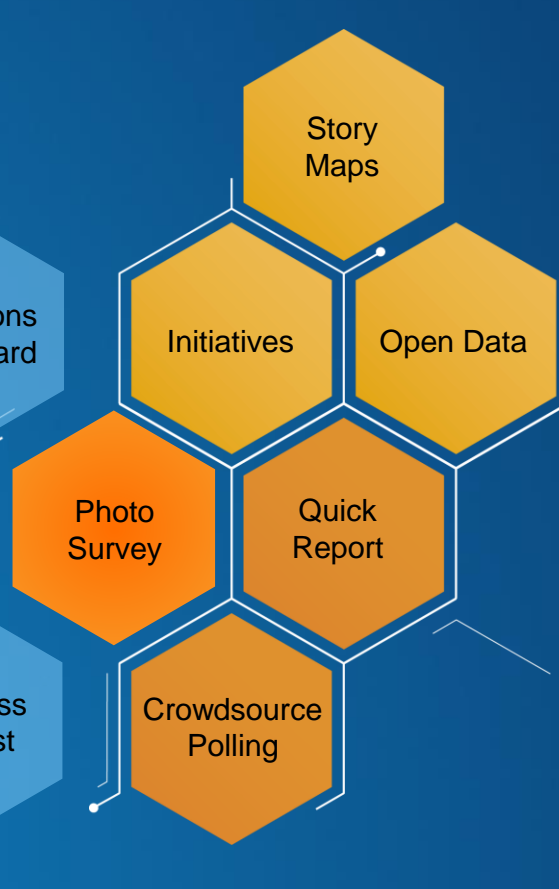 Story
Maps
Initiatives
Open Data
Photo
Survey
Quick
Report
Crowdsource
Polling